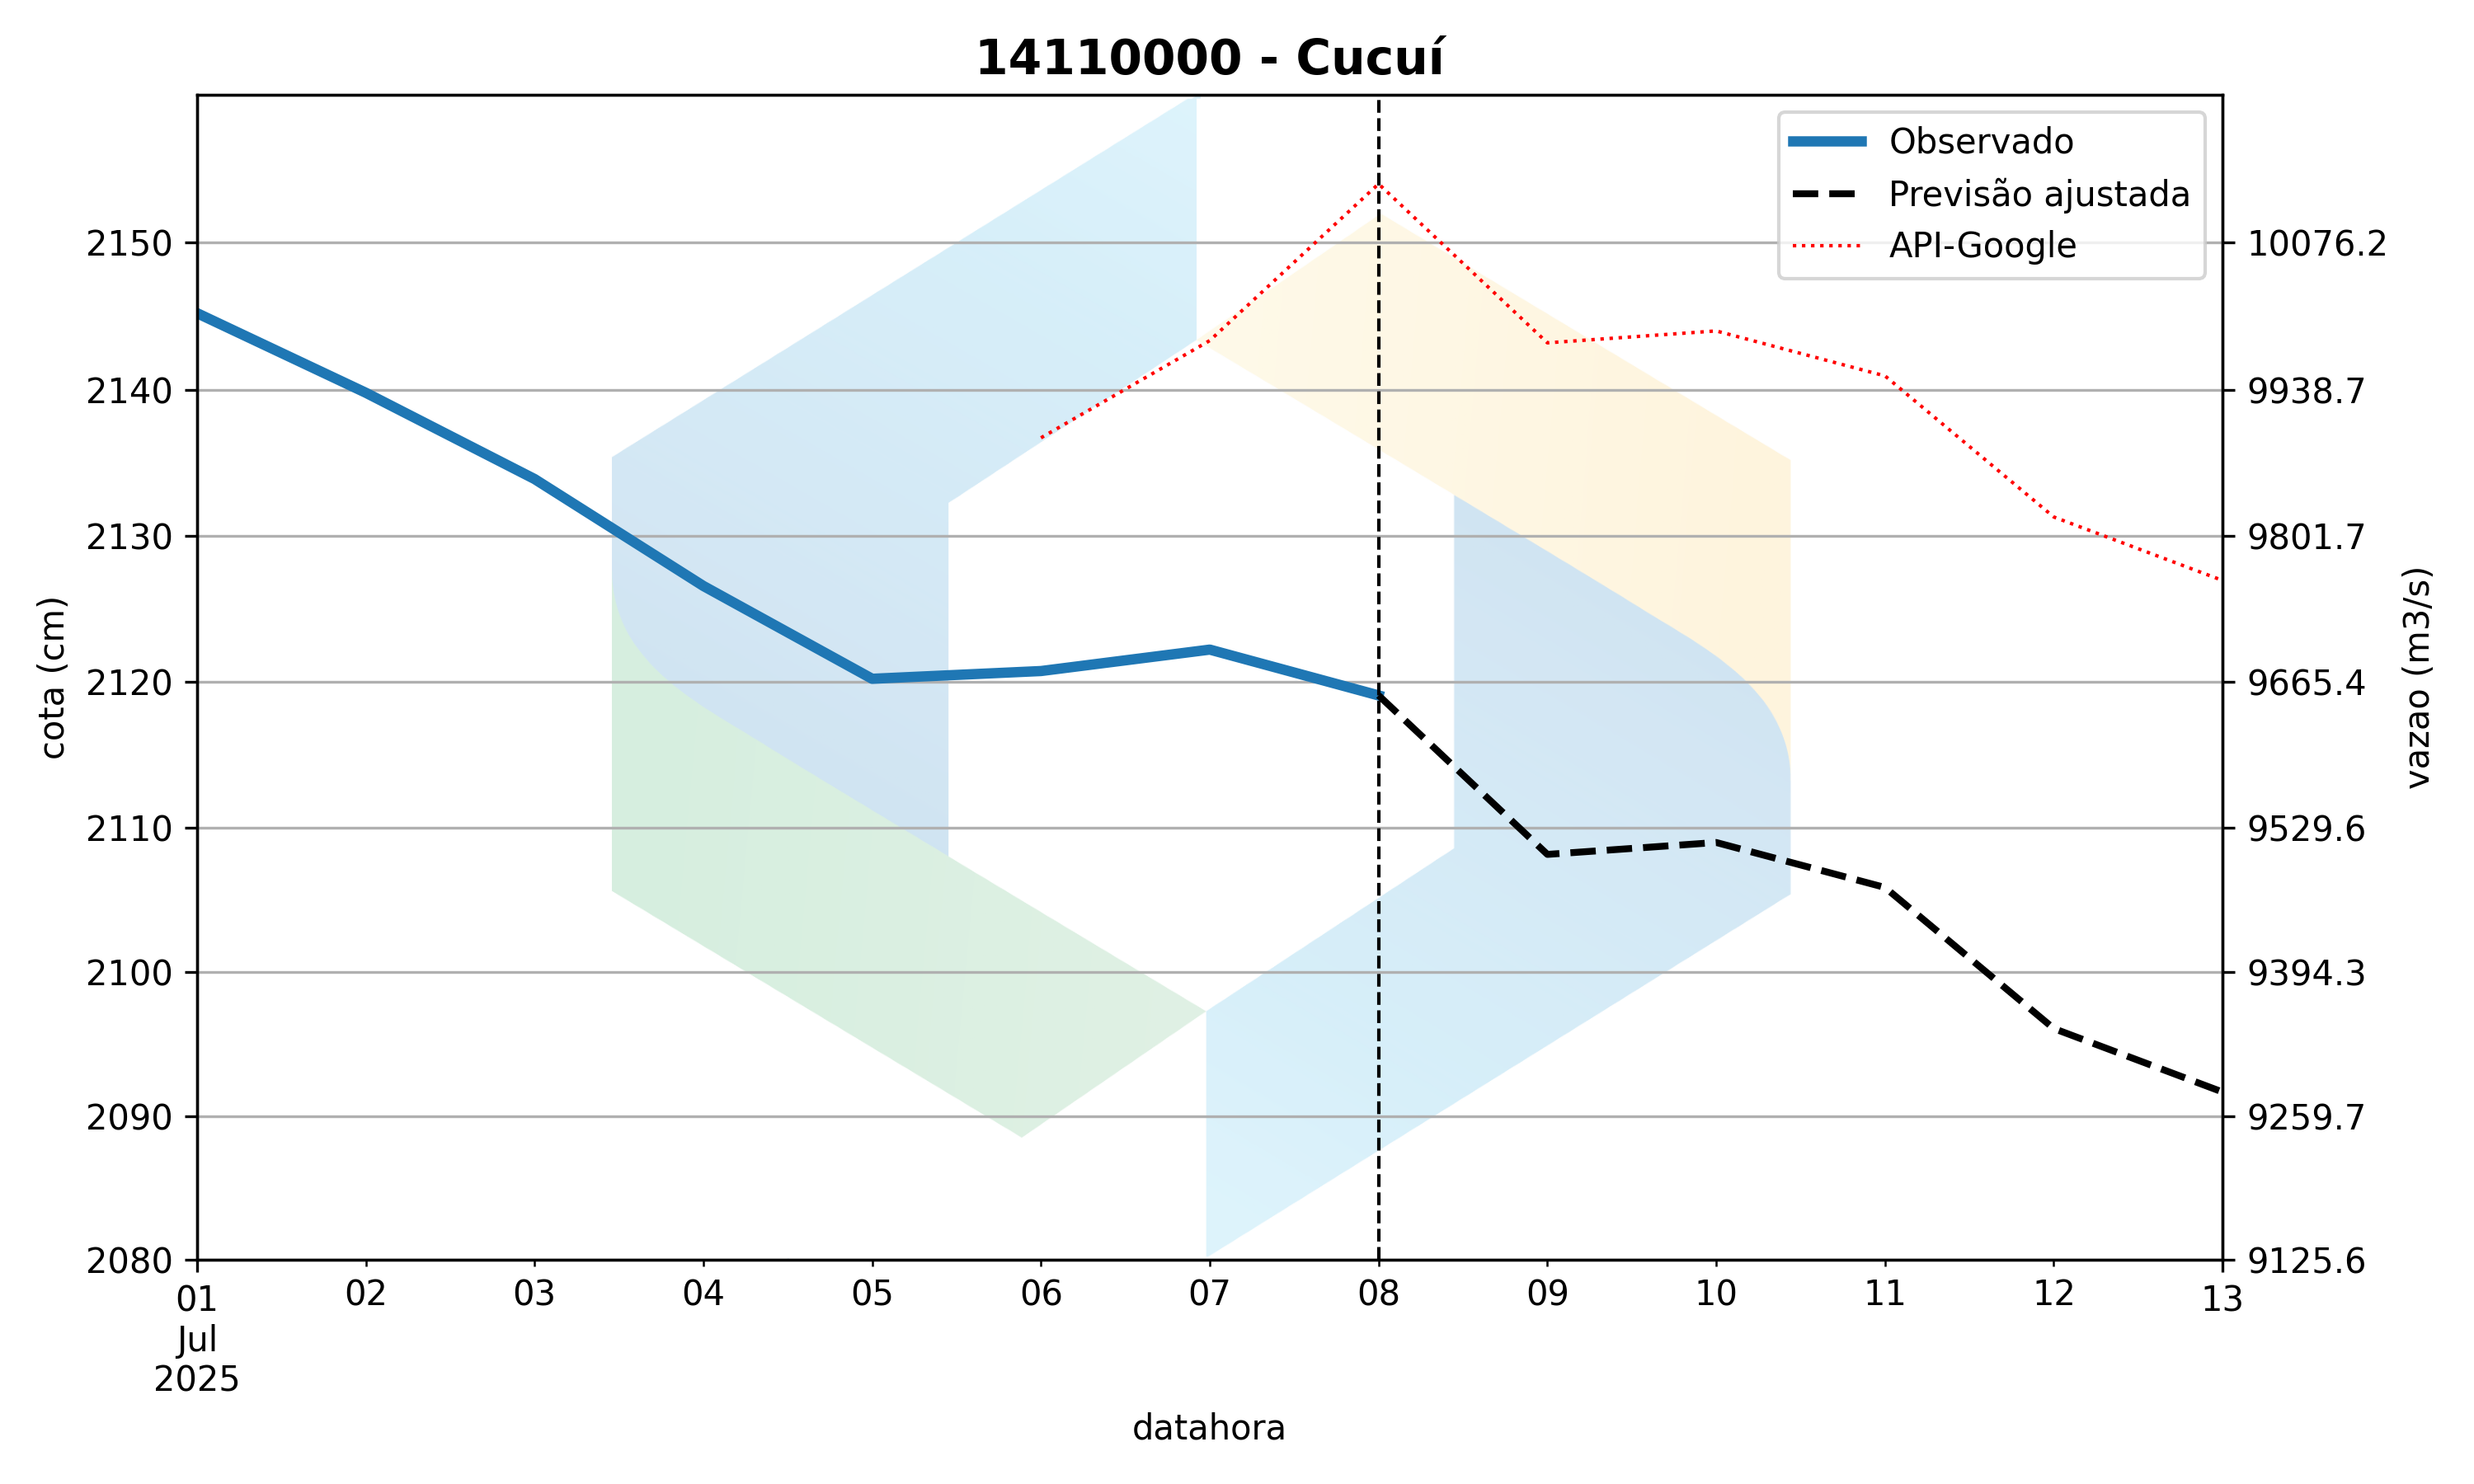 14110000 - Cucuí
Observado
Previsão ajustada
API-Google
2150
2140
2130
2120
2110
2100
2090
2080
cota (cm)
10076.2
9938.7
9801.7
9665.4
9529.6
9394.3
9259.7
9125.6
vazao (m3/s)
01 02 03 04 05 06 07 08 09 10 11 12 13
Jul
2025
datahora